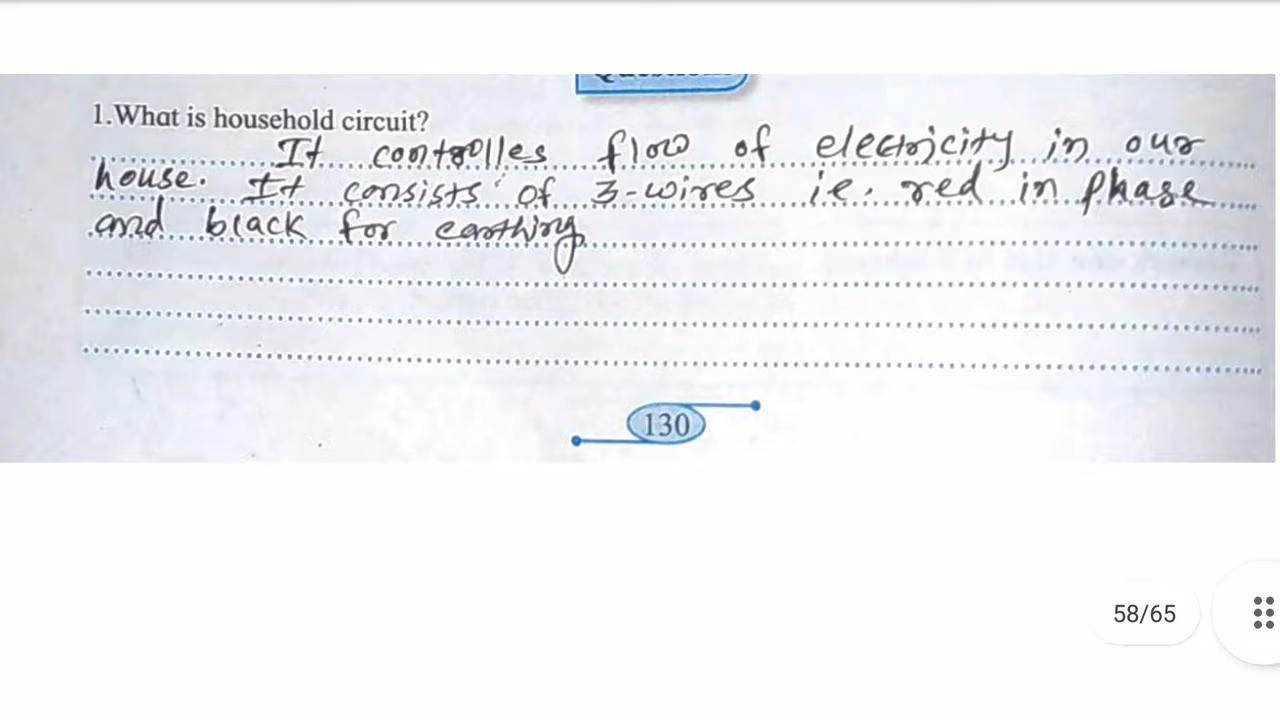 1.What is household circuit?
It controlles flow of electricity in our
house. It consists of 3-wires i.e. red in phase
and black for earthing
130
58/65